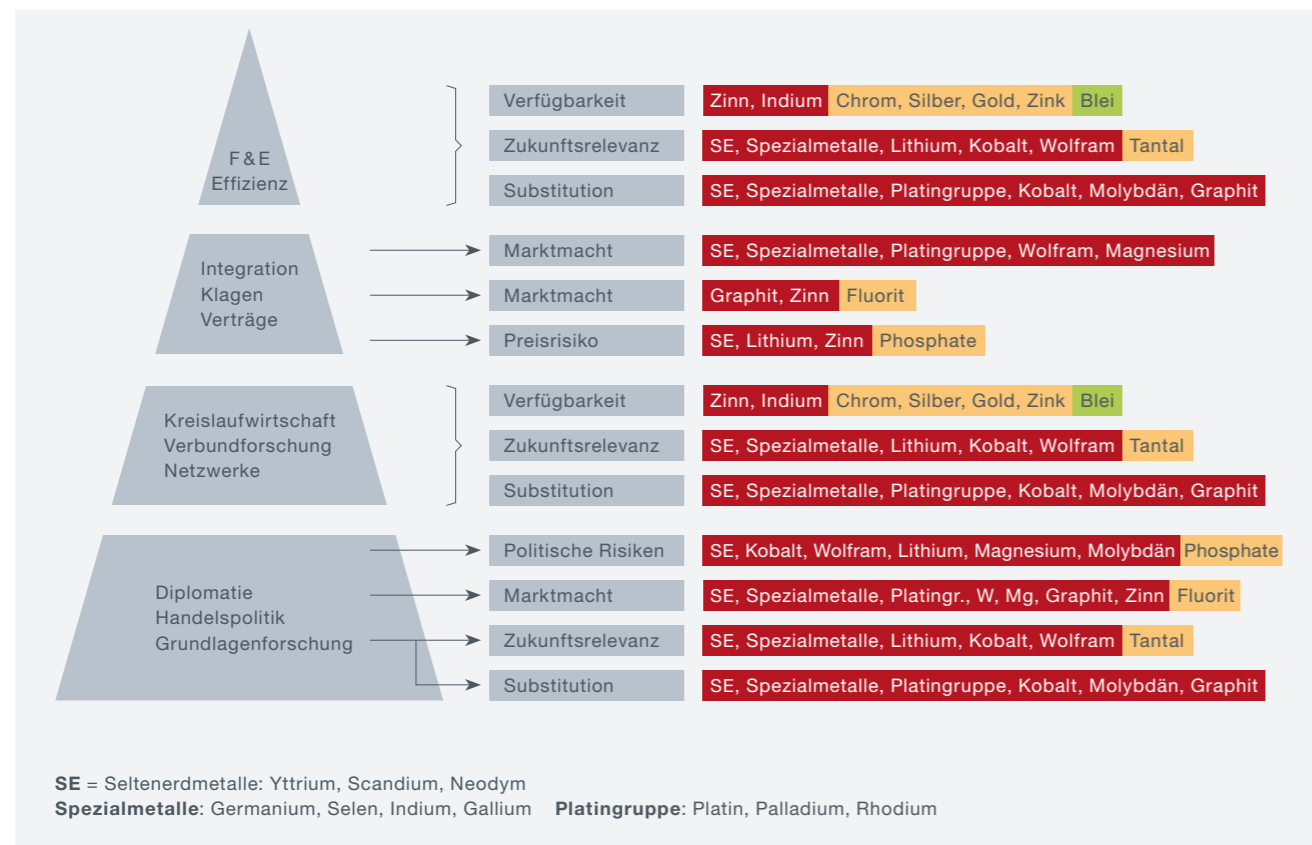 F & E
Effizienz
Verfügbarkeit Zinn, Indium Chrom, Silber, Gold, Zink Blei
Zukunftsrelevanz SE, Spezialmetalle, Lithium, Kobalt, Wolfram Tantal
Substitution SE, Spezialmetalle, Platingruppe, Kobalt, Molybdän, Graphit
Integration
Klagen
Verträge
Marktmacht SE, Spezialmetalle, Platingruppe, Wolfram, Magnesium
Marktmacht Graphit, Zinn Fluorit
Preisrisiko SE, Lithium, Zinn Phosphate
Kreislaufwirtschaft
Verbundforschung
Netzwerke
Verfügbarkeit Zinn, Indium Chrom, Silber, Gold, Zink Blei
Zukunftsrelevanz SE, Spezialmetalle, Lithium, Kobalt, Wolfram Tantal
Substitution SE, Spezialmetalle, Platingruppe, Kobalt, Molybdän, Graphit
Diplomatie
Handelspolitik
Grundlagenforschung
Politische Risiken SE, Kobalt, Wolfram, Lithium, Magnesium, Molybdän Phosphate
Marktmacht SE, Spezialmetalle, Platingr., W, Mg, Graphit, Zinn Fluorit
Zukunftsrelevanz SE, Spezialmetalle, Lithium, Kobalt, Wolfram Tantal
Substitution SE, Spezialmetalle, Platingruppe, Kobalt, Molybdän, Graphit
SE = Seltenerdmetalle: Yttrium, Scandium, Neodym
Spezialmetalle: Germanium, Selen, Indium, Gallium Platingruppe: Platin, Palladium, Rhodium